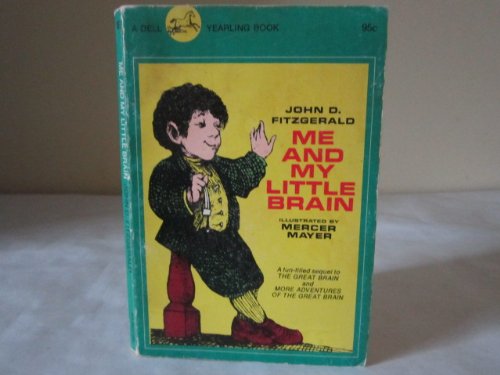 A DELL YEARLING BOOK 95c
ME AND MY LITTLE BRAIN
JOHN D.
FITZGERALD
ME
AND
MY
LITTLE
BRAIN
ILLUSTRATED BY
MERCER
MAYER
A fun-filled sequel to
THE GREAT BRAIN
and
MORE ADVENTURES
OF THE GREAT BRAIN